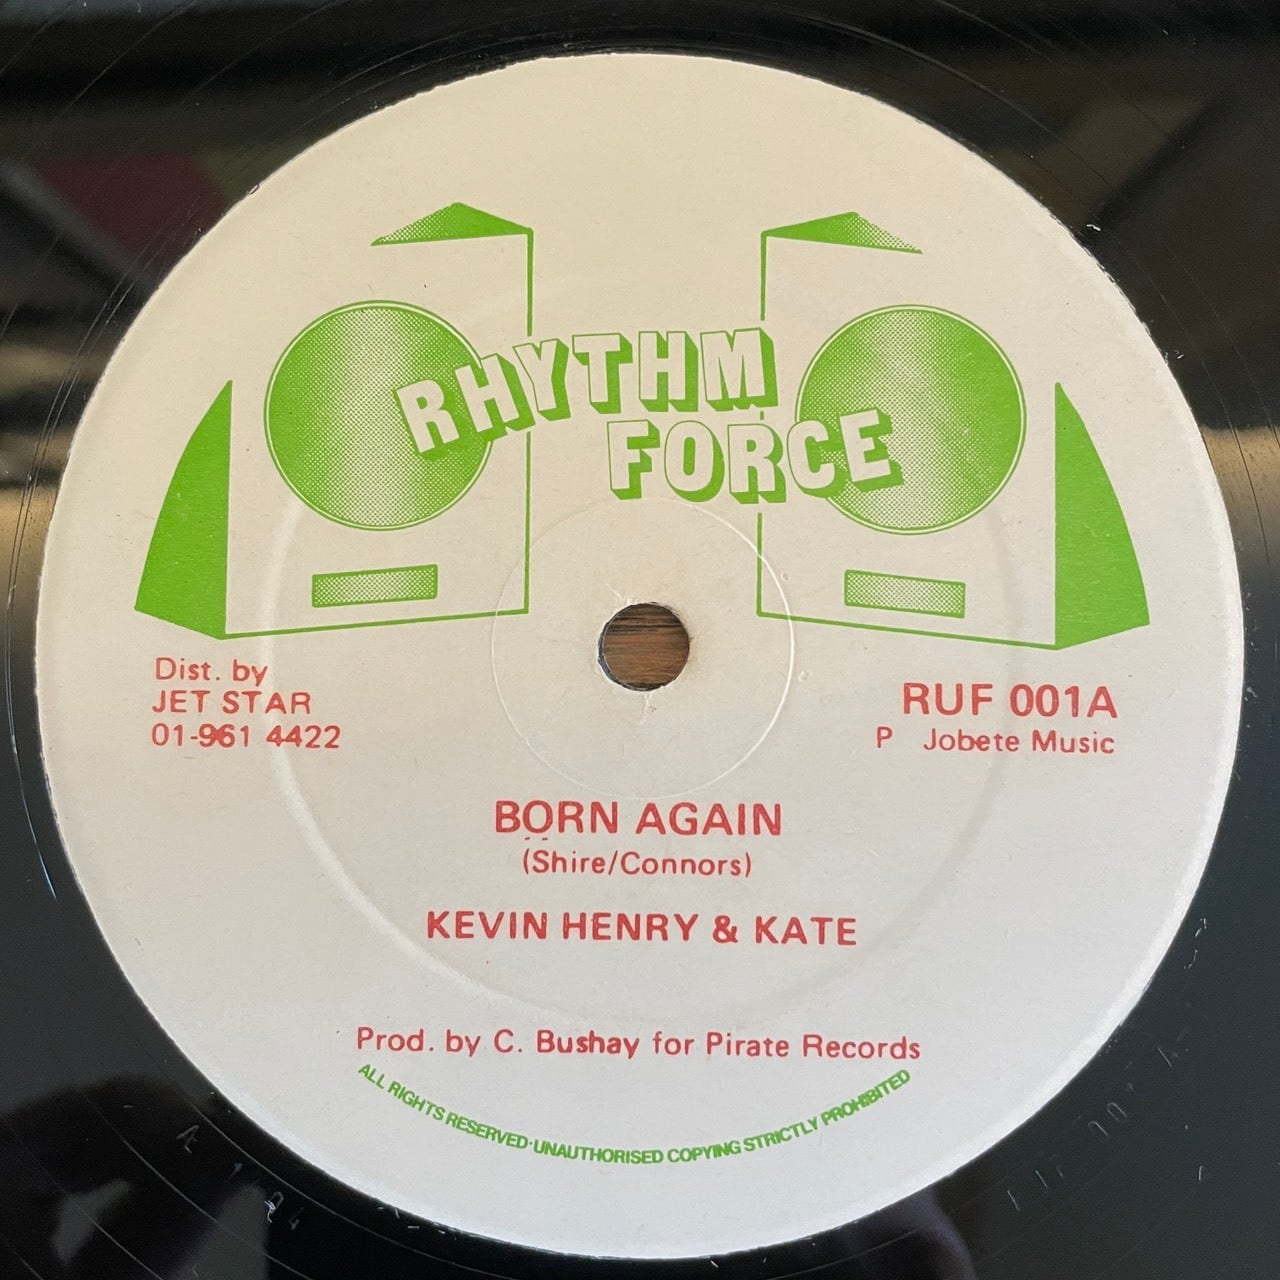 RHYTHM
FORCE
Dist. by
JET STAR
01-961 4422
RUF 001A
P Jobete Music
BORN AGAIN
(Shire/Connors)
KEVIN HENRY & KATE
Prod. by C. Bushay for Pirate Records
ALL RIGHTS RESERVED·UNAUTHORISED COPYING STRICTLY PROHIBITED